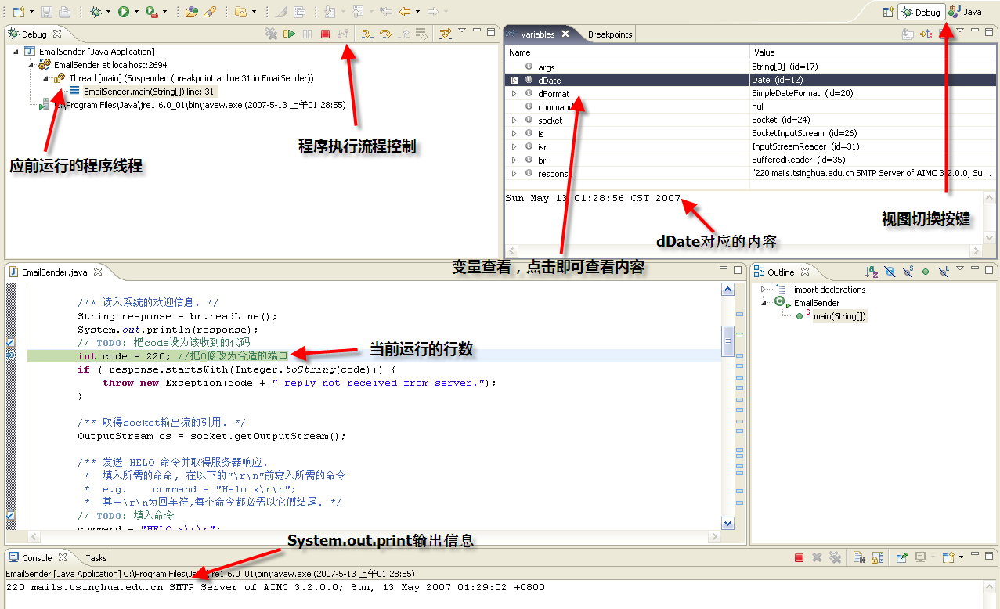 Debug Java
Debug
EmailSender [Java Application]
EmailSender at localhost:2694
Thread [main] (Suspended (breakpoint at line 31 in EmailSender))
EmailSender.main(String[]) line: 31
\Program Files\Java\jre1.6.0_01\bin\javaw.exe (2007-5-13 上午01:28:55)
程序执行流程控制
应前运行旳程序线程
Variables Breakpoints
Name Value
args String[0] (id=17)
dDate Date (id=12)
dFormat SimpleDateFormat (id=20)
command null
socket Socket (id=24)
is SocketInputStream (id=26)
isr InputStreamReader (id=31)
br BufferedReader (id=35)
response "220 mails.tsinghua.edu.cn SMTP Server of AIMC 3.2.0.0; Su...
Sun May 13 01:28:56 CST 2007
视图切换按键
dDate对应的内容
变量查看，点击即可查看内容
EmailSender.java
/** 读入系统的欢迎信息. */
String response = br.readLine();
System.out.println(response);
// TODO: 把code设为该收到的代码
int code = 220; //把0修改为合适的端口
当前运行的行数
if (!response.startsWith(Integer.toString(code))) {
throw new Exception(code + " reply not received from server.");
}
/** 取得socket输出流的引用. */
OutputStream os = socket.getOutputStream();
/** 发送 HELO 命令并取得服务器响应.
* 填入所需的命命, 在以下的"\r\n"前寫入所需的命令
* e.g. command = "Helo x\r\n";
* 其中\r\n为回车符,每个命今都必需以它們结尾. */
// TODO: 填入命令
command = "HELO x\r\n";
Outline
import declarations
EmailSender
main(String[])
System.out.print输出信息
Console Tasks
EmailSender [Java Application] C:\Program Files\Java\jre1.6.0_01\bin\javaw.exe (2007-5-13 上午01:28:55)
220 mails.tsinghua.edu.cn SMTP Server of AIMC 3.2.0.0; Sun, 13 May 2007 01:29:02 +0800